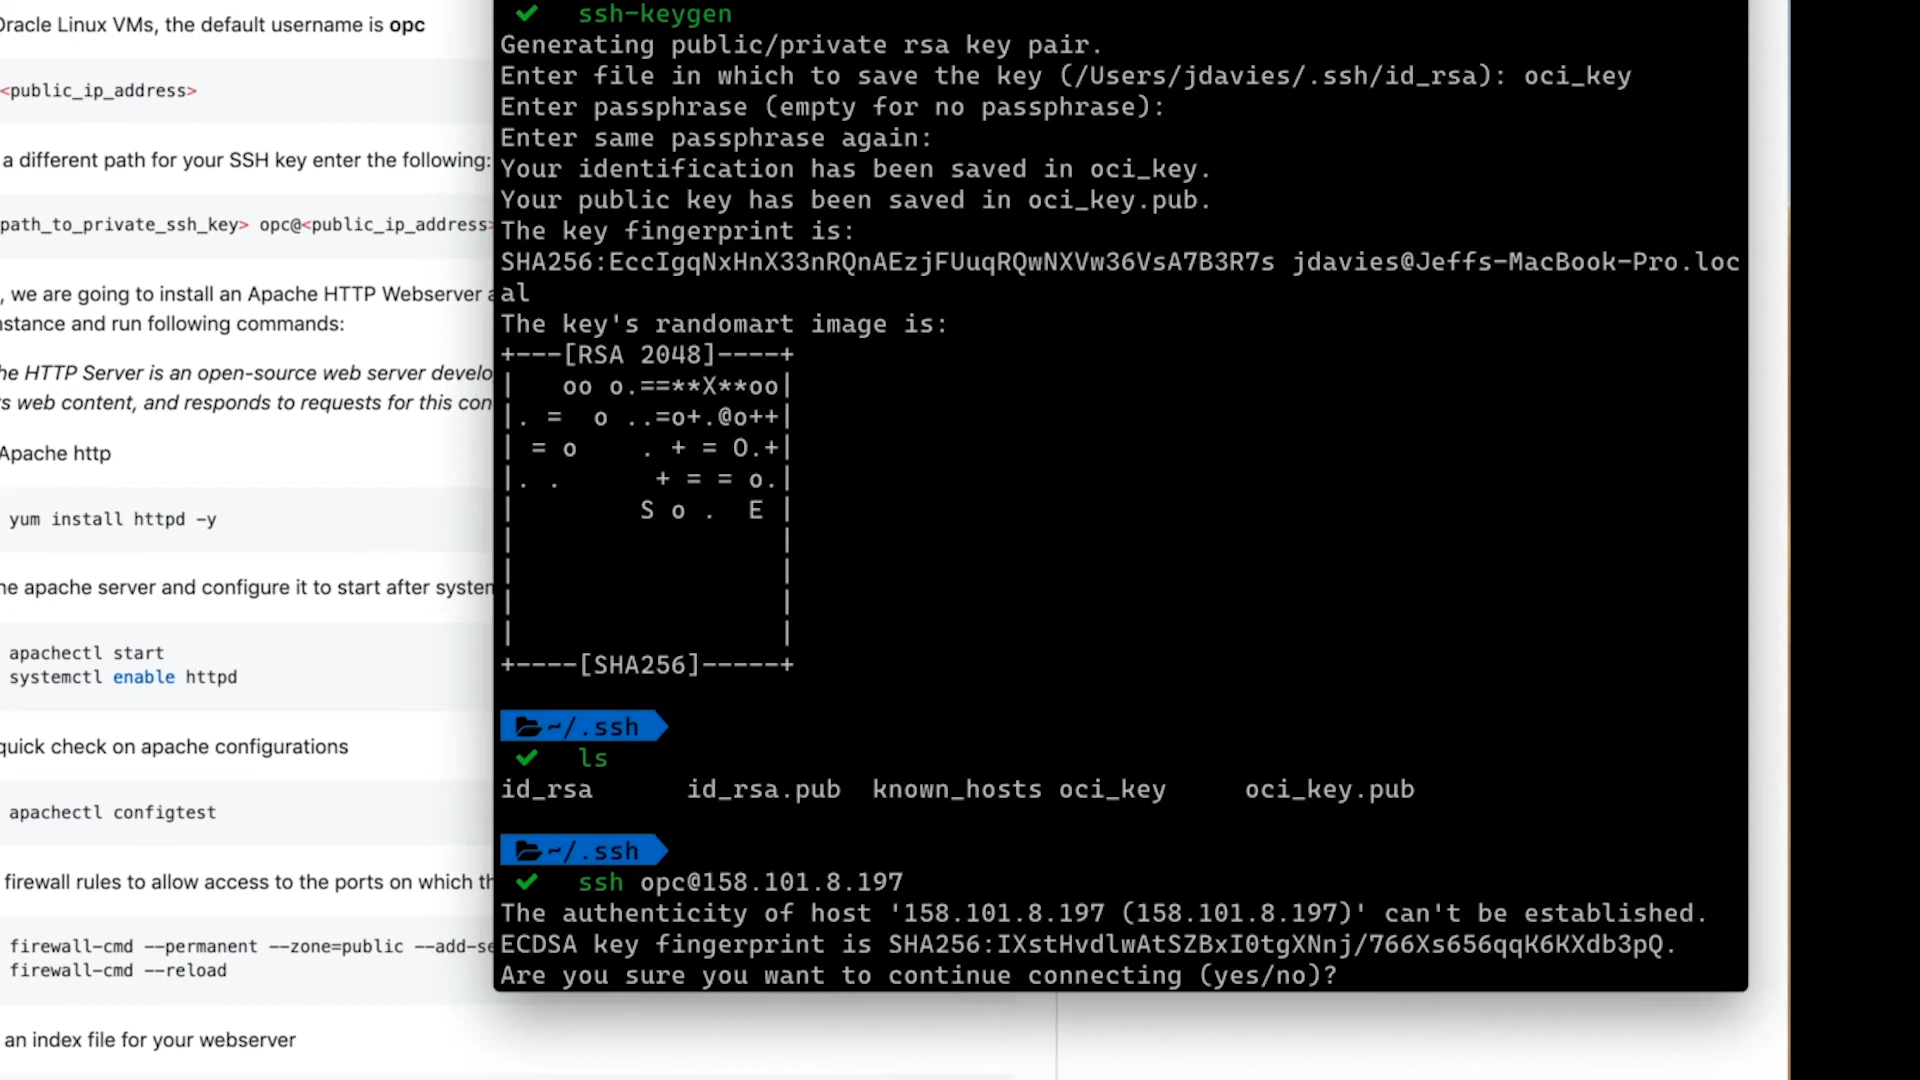 Oracle Linux VMs, the default username is opc
<public_ip_address>
a different path for your SSH key enter the following:
path_to_private_ssh_key> opc@<public_ip_address>
, we are going to install an Apache HTTP Webserver
nstance and run following commands:
he HTTP Server is an open-source web server develo
s web content, and responds to requests for this con
Apache http
yum install httpd -y
he apache server and configure it to start after system
apachectl start
systemctl enable httpd
quick check on apache configurations
apachectl configtest
firewall rules to allow access to the ports on which th
firewall-cmd --permanent --zone=public --add-se
firewall-cmd --reload
an index file for your webserver
✔ ssh-keygen
Generating public/private rsa key pair.
Enter file in which to save the key (/Users/jdavies/.ssh/id_rsa): oci_key
Enter passphrase (empty for no passphrase):
Enter same passphrase again:
Your identification has been saved in oci_key.
Your public key has been saved in oci_key.pub.
The key fingerprint is:
SHA256:EccIgqNxHnX33nRQnAEzjFUuqRQwNXVw36VsA7B3R7s jdavies@Jeffs-MacBook-Pro.loc
al
The key's randomart image is:
+---[RSA 2048]----+
|   oo o.==**X**oo|
|. =  o ..=o+.@o++|
| = o    . + = O.+|
|. .      + = = o.|
|        S o .  E |
|                 |
|                 |
|                 |
|                 |
+----[SHA256]-----+
~/.ssh
✔ ls
id_rsa      id_rsa.pub  known_hosts oci_key     oci_key.pub
~/.ssh
✔ ssh opc@158.101.8.197
The authenticity of host '158.101.8.197 (158.101.8.197)' can't be established.
ECDSA key fingerprint is SHA256:IXstHvdlwAtSZBxI0tgXNnj/766Xs656qqK6KXdb3pQ.
Are you sure you want to continue connecting (yes/no)?